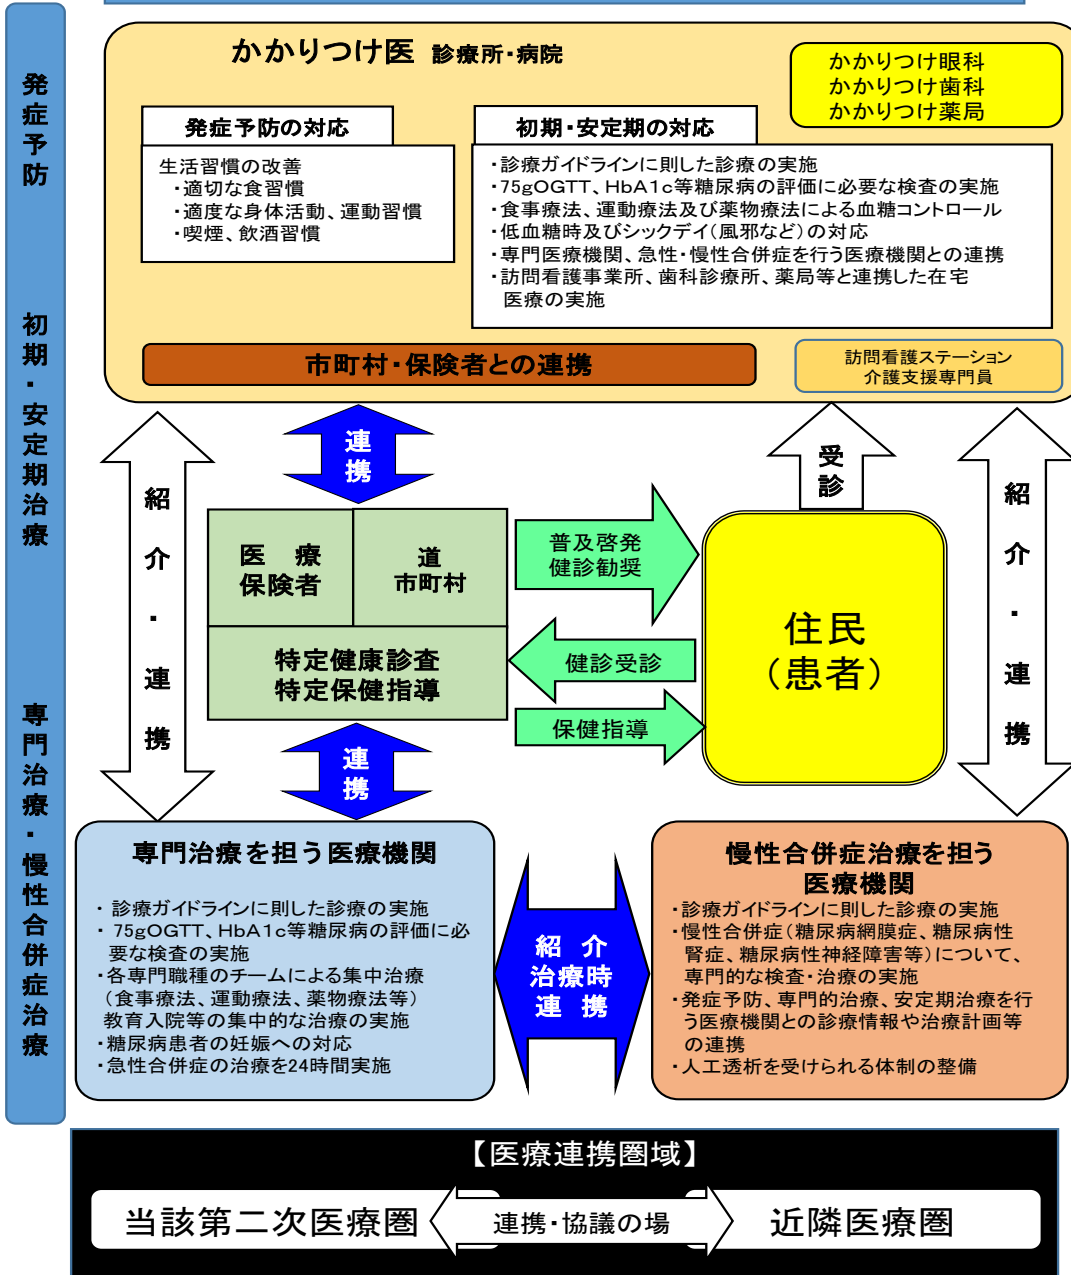 発症予防
初期・安定期治療
専門治療・慢性合併症治療
かかりつけ医 診療所・病院
かかりつけ眼科
かかりつけ歯科
かかりつけ薬局
発症予防の対応
生活習慣の改善
・適切な食習慣
・適度な身体活動、運動習慣
・喫煙、飲酒習慣
初期・安定期の対応
・診療ガイドラインに則した診療の実施
・75gOGTT、HbA1c等糖尿病の評価に必要な検査の実施
・食事療法、運動療法及び薬物療法による血糖コントロール
・低血糖時及びシックデイ(風邪など)の対応
・専門医療機関、急性・慢性合併症を行う医療機関との連携
・訪問看護事業所、歯科診療所、薬局等と連携した在宅
医療の実施
市町村・保険者との連携
訪問看護ステーション
介護支援専門員
紹介・連携
連携
受診
紹介・連携
医 療
保険者
道
市町村
特定健康診査
特定保健指導
普及啓発
健診勧奨
健診受診
保健指導
住民
(患者)
連携
専門治療を担う医療機関
・ 診療ガイドラインに則した診療の実施
・ 75gOGTT、HbA1c等糖尿病の評価に必
要な検査の実施
・各専門職種のチームによる集中治療
(食事療法、運動療法、薬物療法等)
教育入院等の集中的な治療の実施
・糖尿病患者の妊娠への対応
・急性合併症の治療を24時間実施
紹 介
治療時
連 携
慢性合併症治療を担う
医療機関
・診療ガイドラインに則した診療の実施
・慢性合併症(糖尿病網膜症、糖尿病性
腎症、糖尿病性神経障害等)について、
専門的な検査・治療の実施
・発症予防、専門的治療、安定期治療を行
う医療機関との診療情報や治療計画等
の連携
・人工透析を受けられる体制の整備
【医療連携圏域】
当該第二次医療圏
連携・協議の場
近隣医療圏